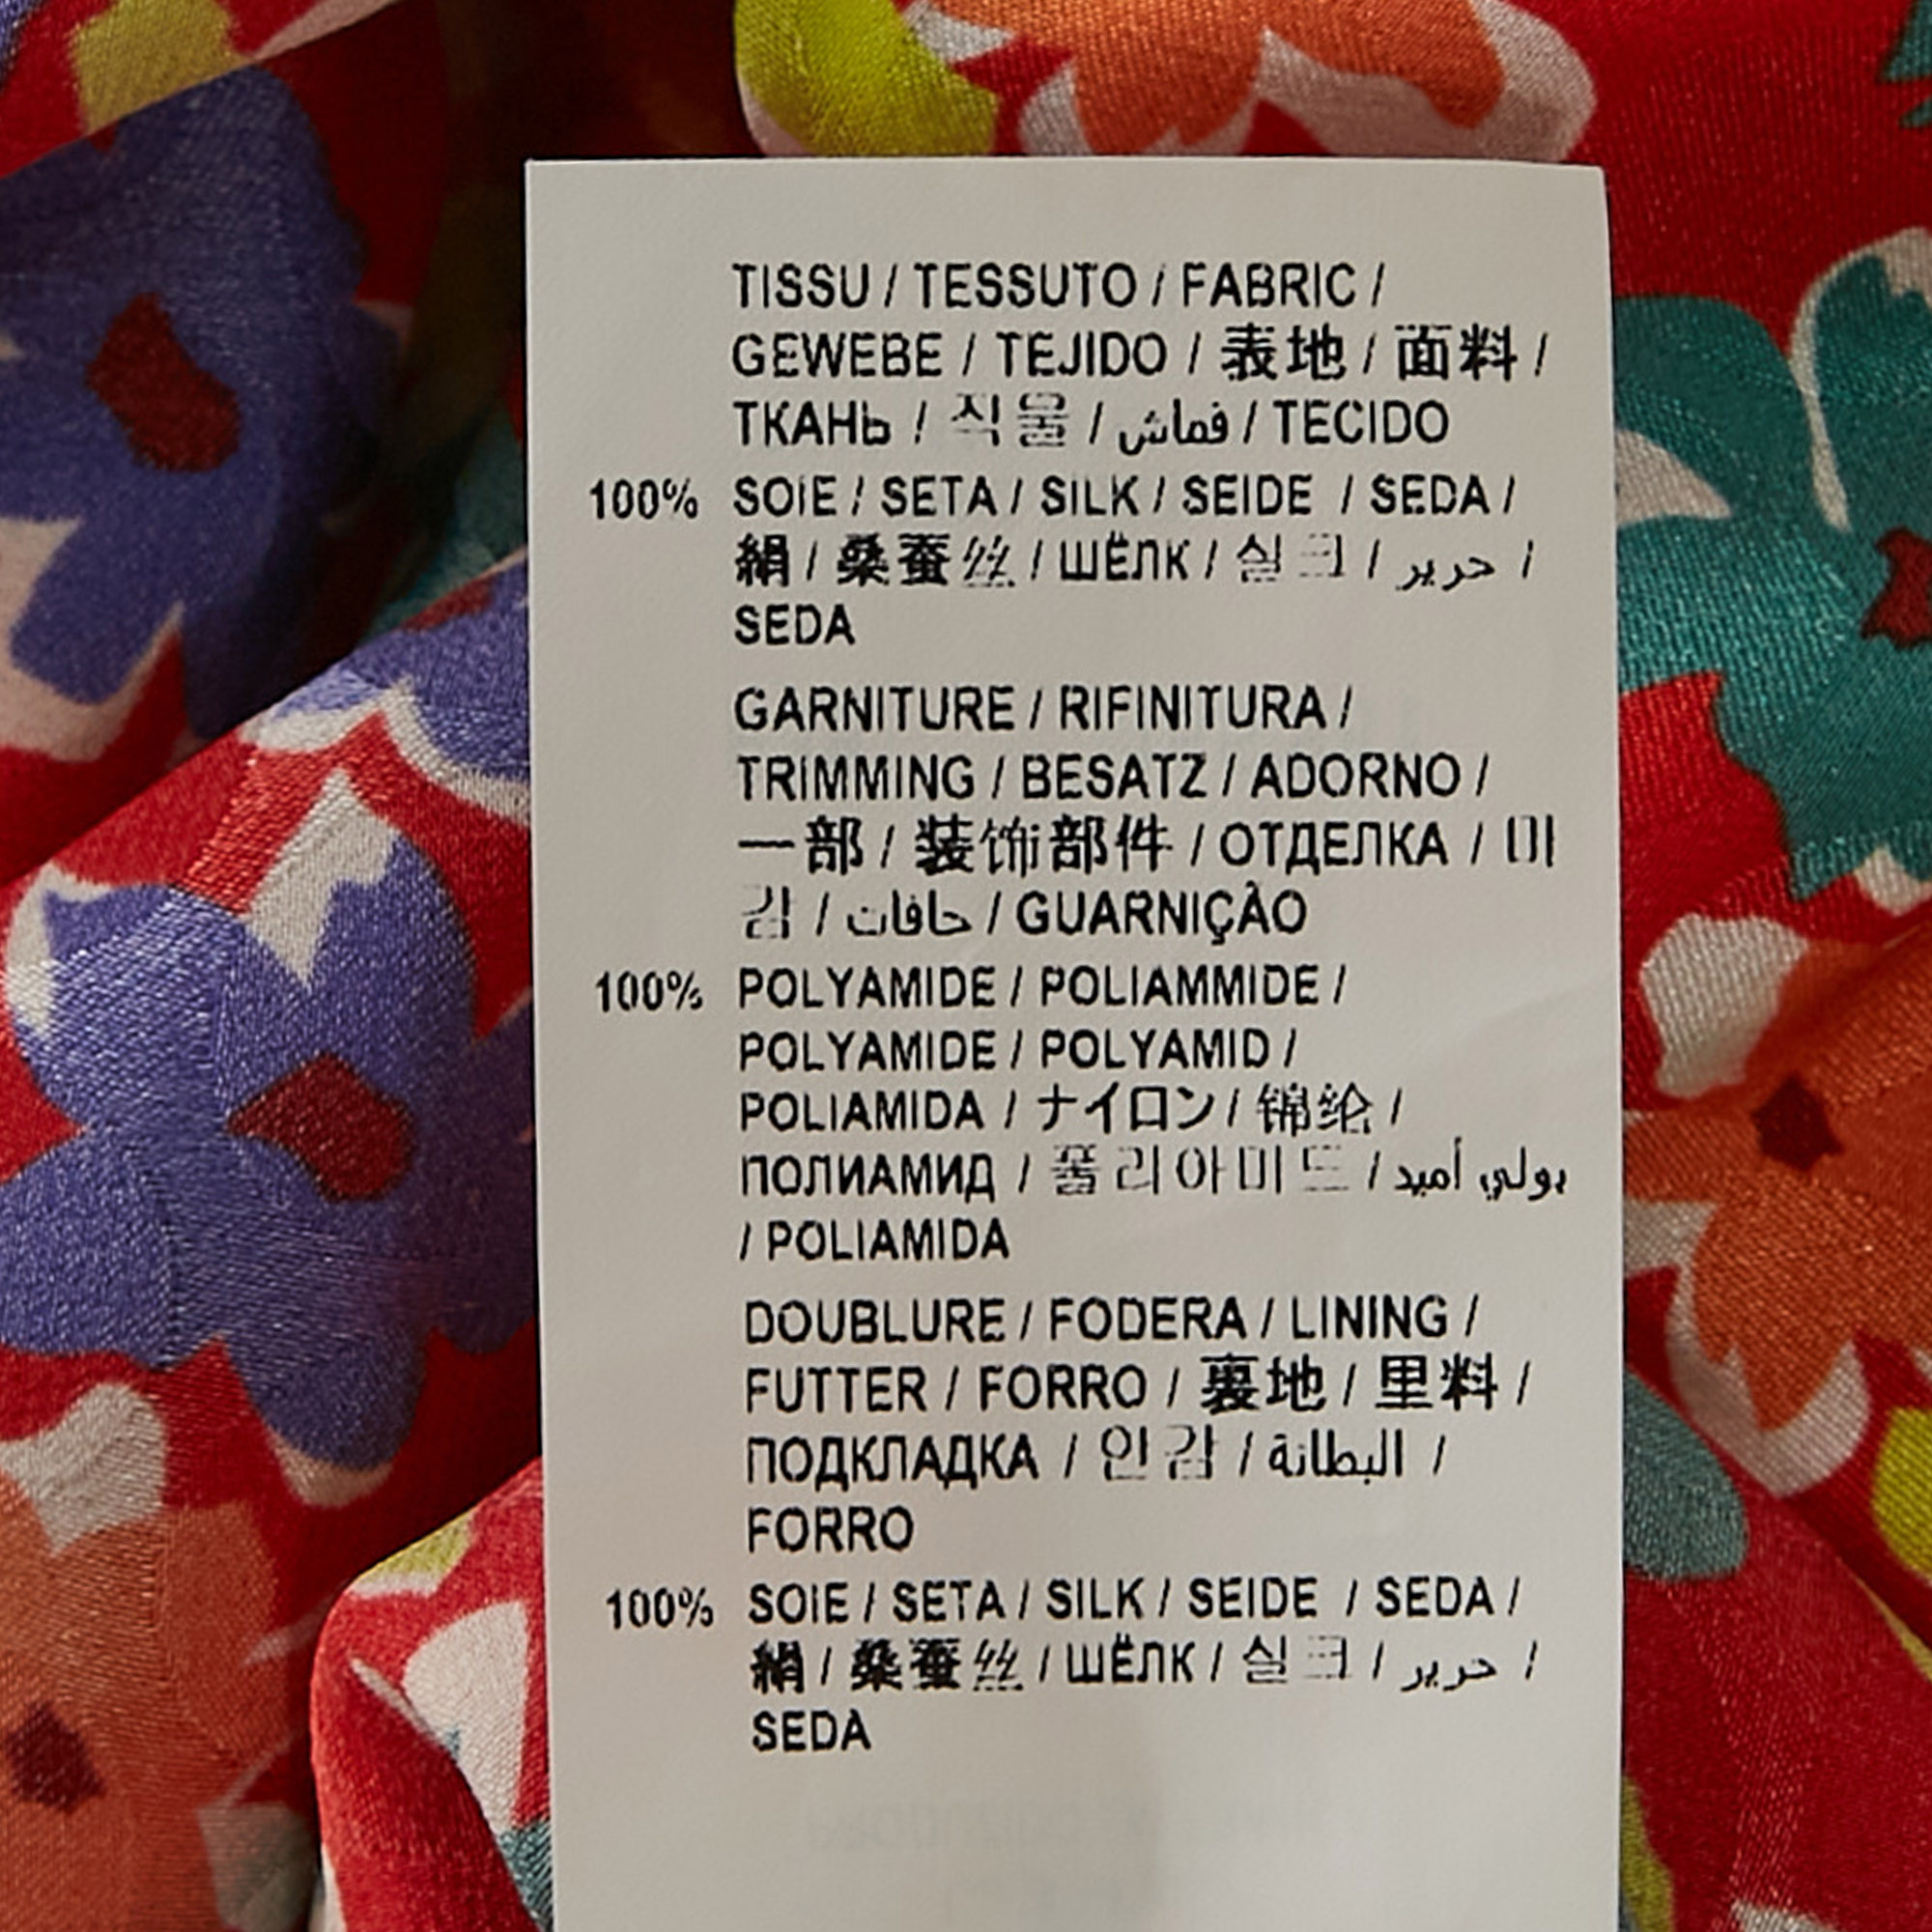 TISSU / TESSUTO / FABRIC /
GEWEBE / TEJIDO / 表地 / 面料 /
ТКАНЬ / 직물 / قماش / TECIDO
100% SOIE / SETA / SILK / SEIDE / SEDA /
絹 / 桑蚕丝 / ШЁЛК / 실크 / حرير /
SEDA
GARNITURE / RIFINITURA /
TRIMMING / BESATZ / ADORNO /
一部 / 装饰部件 / ОТДЕЛКА / 마
감 / حافات / GUARNIÇÃO
100% POLYAMIDE / POLIAMMIDE /
POLYAMIDE / POLYAMID /
POLIAMIDA / ナイロン / 锦纶 /
ПОЛИАМИД / 폴리아미드 / بولي أميد
/ POLIAMIDA
DOUBLURE / FODERA / LINING /
FUTTER / FORRO / 裏地 / 里料 /
ПОДКЛАДКА / 안감 / البطانة /
FORRO
100% SOIE / SETA / SILK / SEIDE / SEDA /
絹 / 桑蚕丝 / ШЁЛК / 실크 / حرير /
SEDA